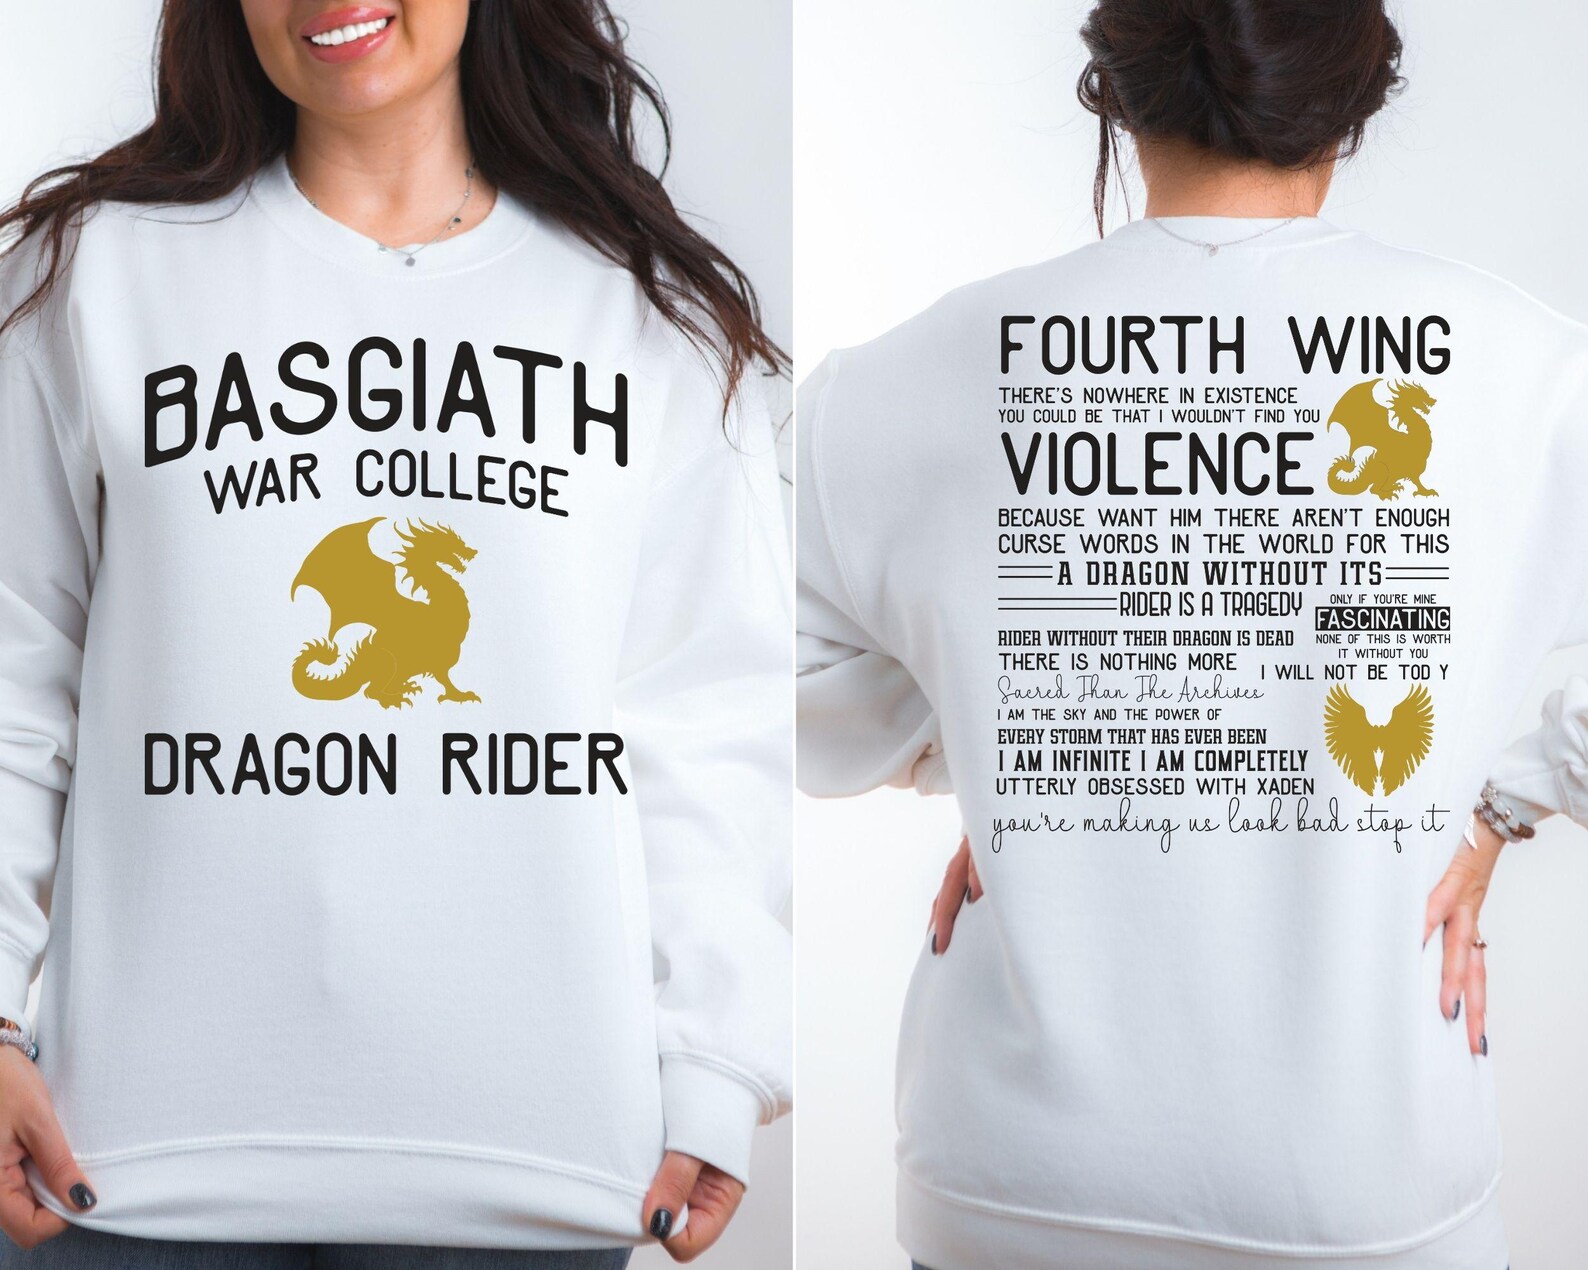 BASGIATH
WAR COLLEGE
DRAGON RIDER
FOURTH WING
THERE'S NOWHERE IN EXISTENCE
YOU COULD BE THAT I WOULDN'T FIND YOU
VIOLENCE
BECAUSE WANT HIM THERE AREN'T ENOUGH
CURSE WORDS IN THE WORLD FOR THIS
A DRAGON WITHOUT ITS
RIDER IS A TRAGEDY
ONLY IF YOU'RE MINE
FASCINATING
NONE OF THIS IS WORTH
IT WITHOUT YOU
RIDER WITHOUT THEIR DRAGON IS DEAD
THERE IS NOTHING MORE
I WILL NOT BE TOD Y
Sacred Than The Archives
I AM THE SKY AND THE POWER OF
EVERY STORM THAT HAS EVER BEEN
I AM INFINITE I AM COMPLETELY
UTTERLY OBSESSED WITH XADEN
you're making us look bad stop it